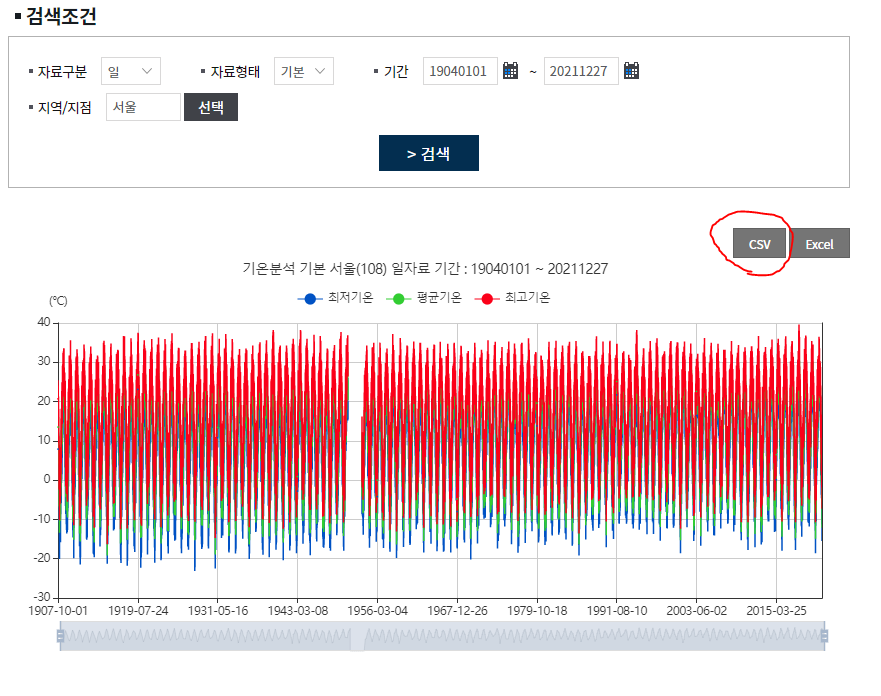 검색조건
자료구분 일 자료형태 기본 기간 19040101 ~ 20211227
지역/지점 서울 선택
> 검색
CSV Excel
기온분석 기본 서울(108) 일자료 기간 : 19040101 ~ 20211227
최저기온 평균기온 최고기온
(℃)
40
30
20
10
0
-10
-20
-30
1907-10-01 1919-07-24 1931-05-16 1943-03-08 1956-03-04 1967-12-26 1979-10-18 1991-08-10 2003-06-02 2015-03-25